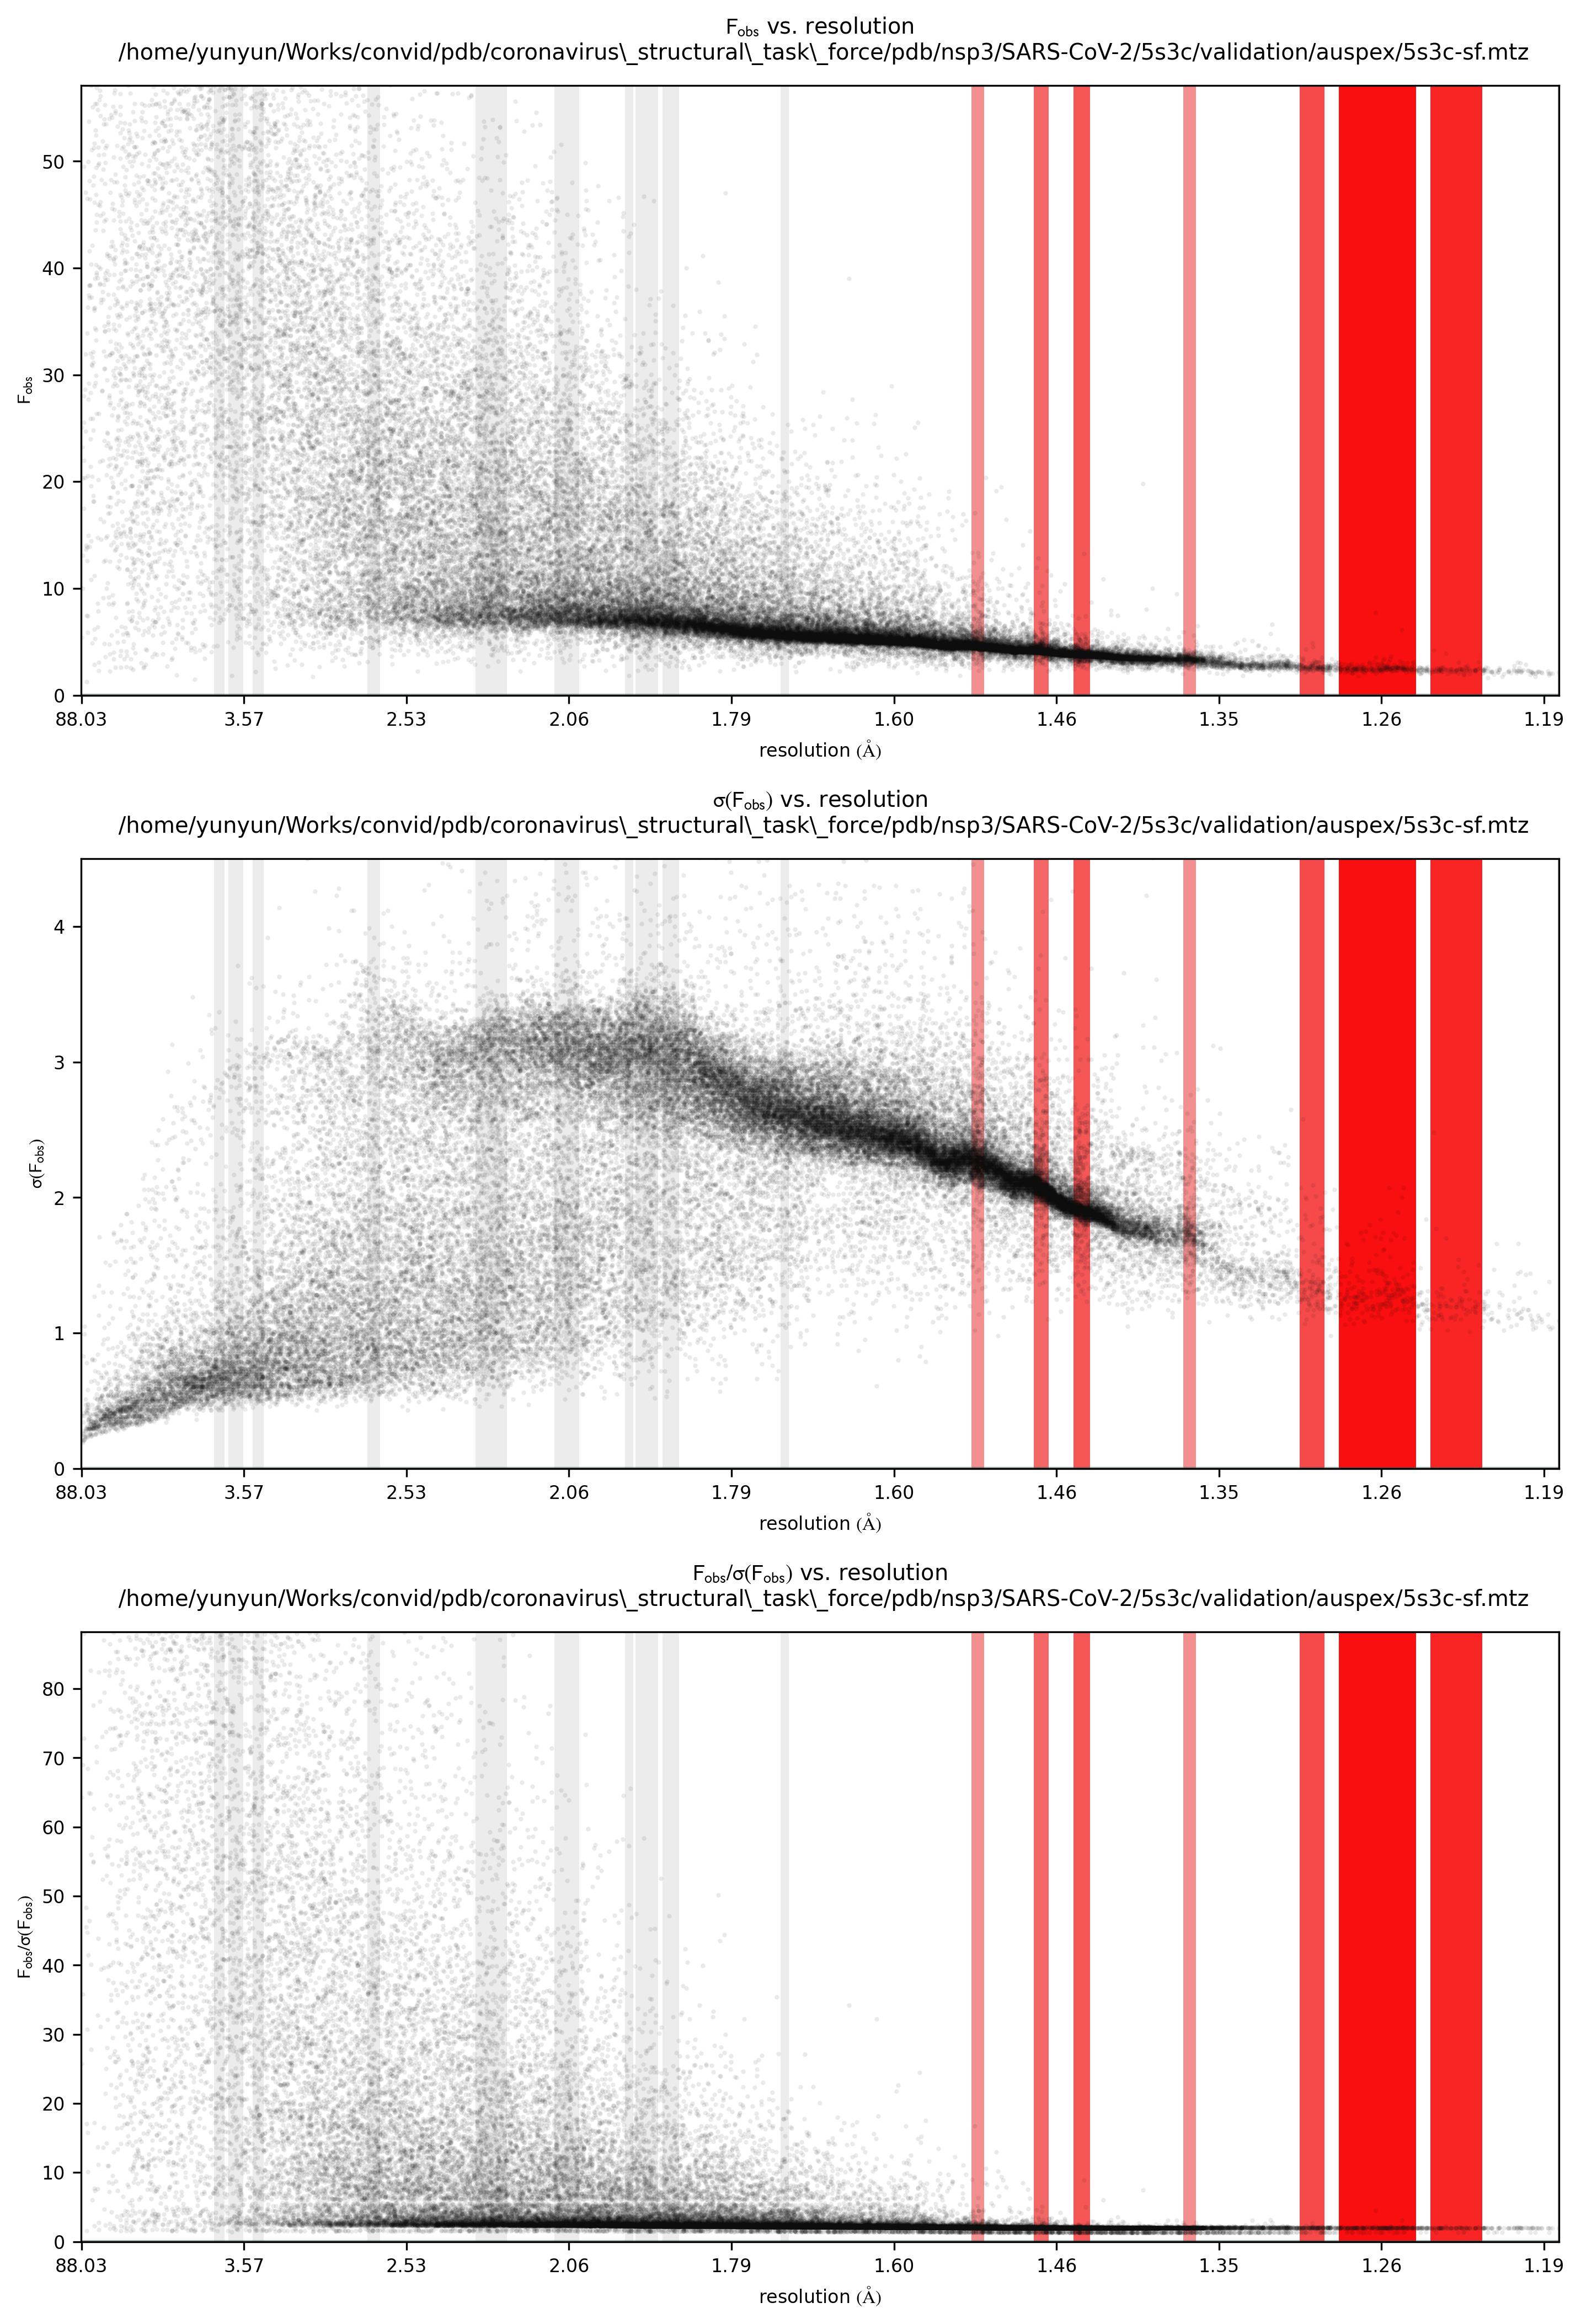 Fobs vs. resolution
/home/yunyun/Works/convid/pdb/coronavirus\_structural\_task\_force/pdb/nsp3/SARS-CoV-2/5s3c/validation/auspex/5s3c-sf.mtz
50
40
30
20
10
0
Fobs
88.03 3.57 2.53 2.06 1.79 1.60 1.46 1.35 1.26 1.19
resolution (Å)
σ(Fobs) vs. resolution
/home/yunyun/Works/convid/pdb/coronavirus\_structural\_task\_force/pdb/nsp3/SARS-CoV-2/5s3c/validation/auspex/5s3c-sf.mtz
4
3
2
1
0
σ(Fobs)
88.03 3.57 2.53 2.06 1.79 1.60 1.46 1.35 1.26 1.19
resolution (Å)
Fobs/σ(Fobs) vs. resolution
/home/yunyun/Works/convid/pdb/coronavirus\_structural\_task\_force/pdb/nsp3/SARS-CoV-2/5s3c/validation/auspex/5s3c-sf.mtz
80
70
60
50
40
30
20
10
0
Fobs/σ(Fobs)
88.03 3.57 2.53 2.06 1.79 1.60 1.46 1.35 1.26 1.19
resolution (Å)